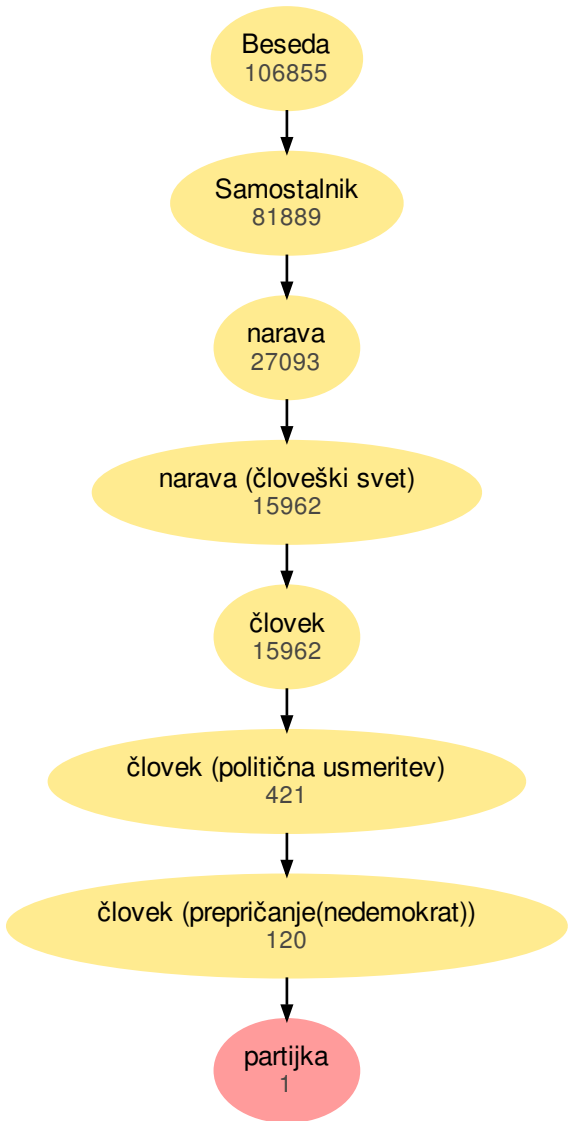 Beseda
106855
Samostalnik
81889
narava
27093
narava (človeški svet)
15962
človek
15962
človek (politična usmeritev)
421
človek (prepričanje(nedemokrat))
120
partijka
1